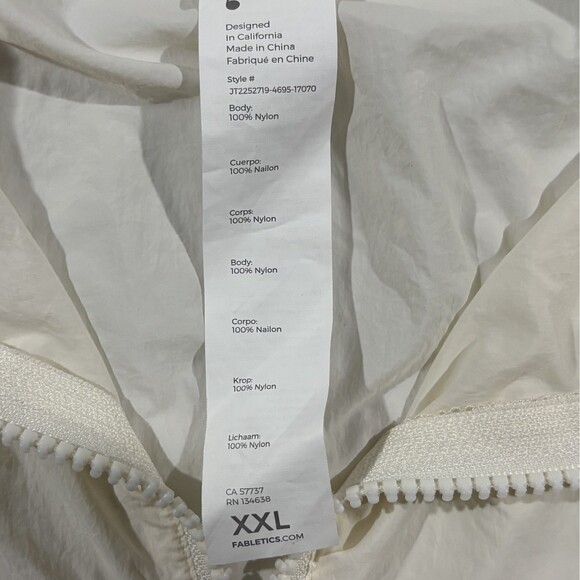 Designed
In California
Made in China
Fabriqué en Chine
Style #
JT2252719-4695-17070
Body:
100% Nylon
Cuerpo:
100% Nailon
Corps:
100% Nylon
Body:
100% Nylon
Corpo:
100% Nailon
Krop:
100% Nylon
Lichaam:
100% Nylon
CA 57737
RN 134638
XXL
FABLETICS.COM